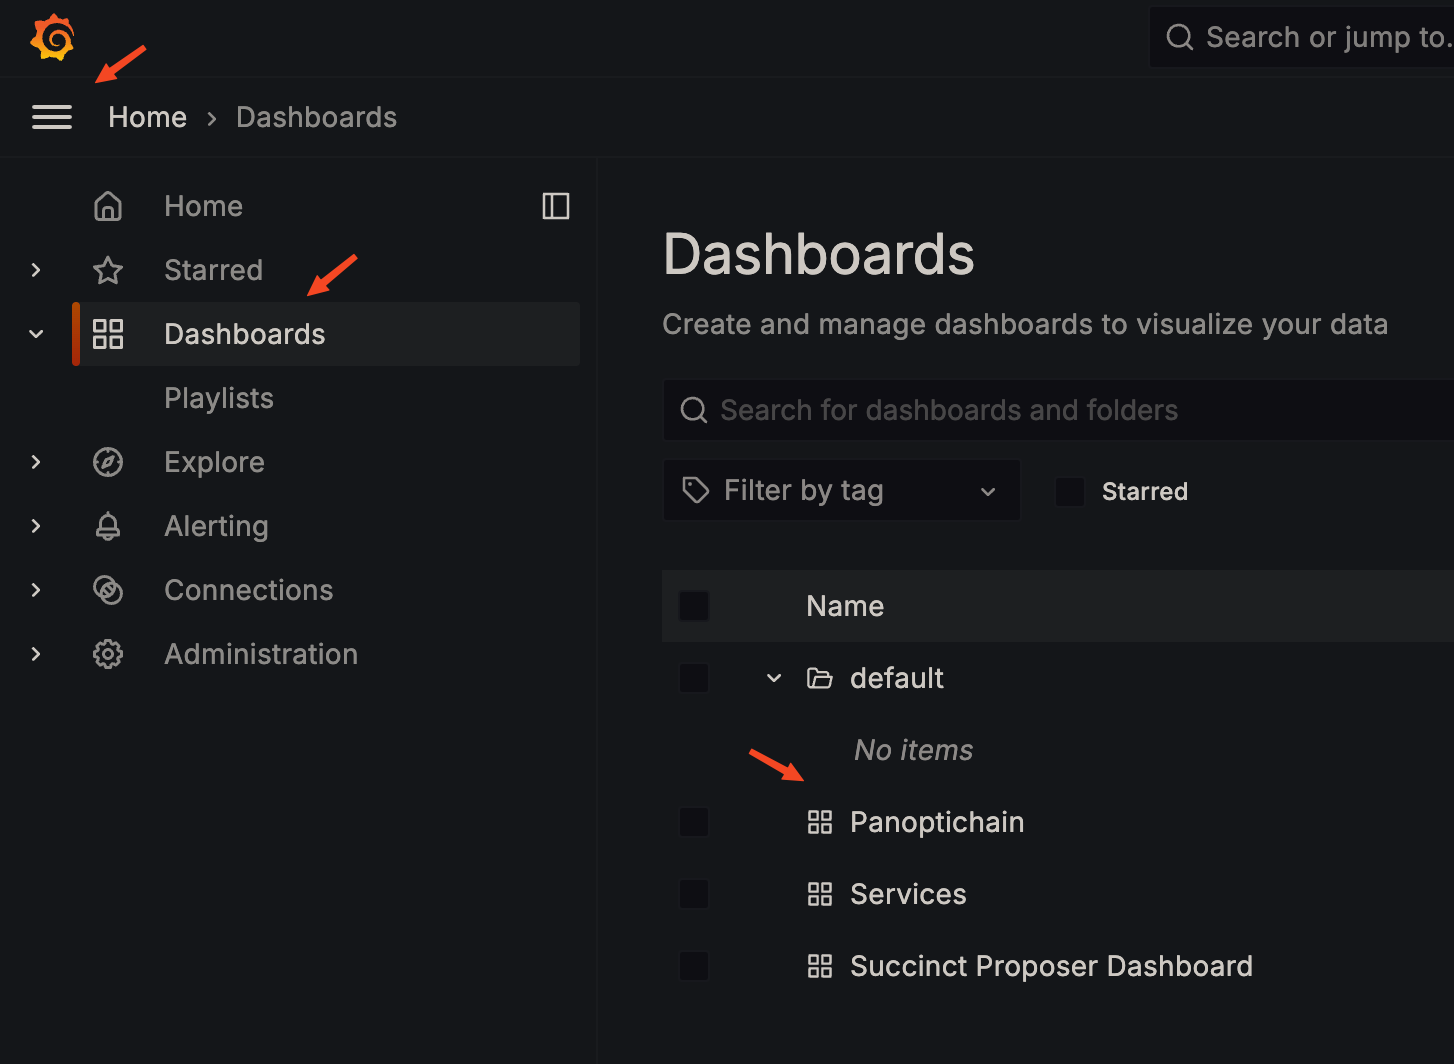 Search or jump to.
Home › Dashboards
Home
Starred
Dashboards
Playlists
Explore
Alerting
Connections
Administration
Dashboards
Create and manage dashboards to visualize your data
Search for dashboards and folders
Filter by tag
Starred
Name
default
No items
Panoptichain
Services
Succinct Proposer Dashboard